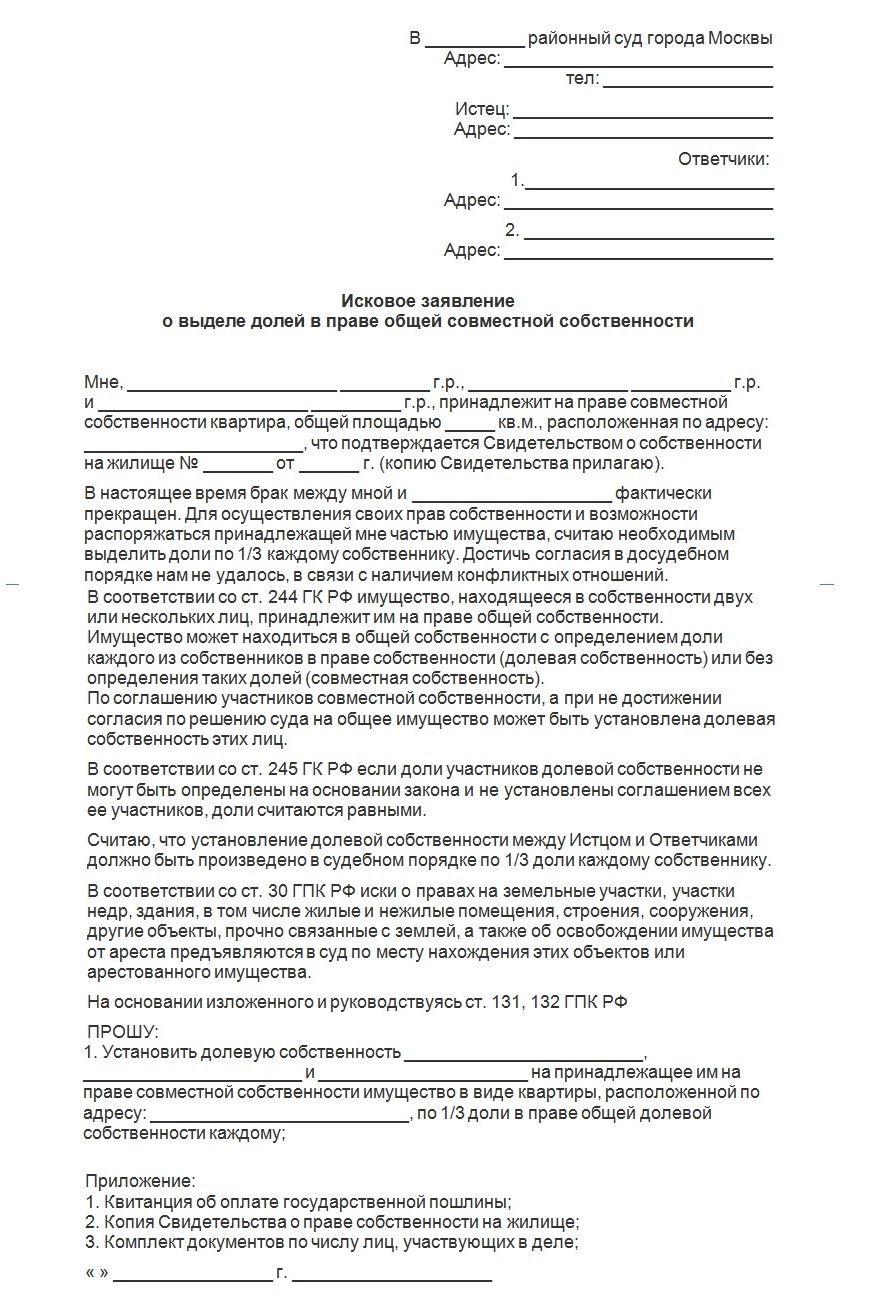 В __________ районный суд города Москвы
Адрес: ___________________________
тел: _________________
Истец: __________________________
Адрес: __________________________
Ответчики:
1._________________________
Адрес: ___________________________
2. _________________________
Адрес: ___________________________
Исковое заявление
о выделе долей в праве общей совместной собственности
Мне, _____________________ _________ г.р., ________________ __________ г.р.
и _____________________ _________ г.р., принадлежит на праве совместной
собственности квартира, общей площадью _____ кв.м., расположенная по адресу:
______________________, что подтверждается Свидетельством о собственности
на жилище № _______ от ______ г. (копию Свидетельства прилагаю).
В настоящее время брак между мной и ____________________ фактически
прекращен. Для осуществления своих прав собственности и возможности
распоряжаться принадлежащей мне частью имущества, считаю необходимым
выделить доли по 1/3 каждому собственнику. Достичь согласия в досудебном
порядке нам не удалось, в связи с наличием конфликтных отношений.
В соответствии со ст. 244 ГК РФ имущество, находящееся в собственности двух
или нескольких лиц, принадлежит им на праве общей собственности.
Имущество может находиться в общей собственности с определением доли
каждого из собственников в праве собственности (долевая собственность) или без
определения таких долей (совместная собственность).
По соглашению участников совместной собственности, а при не достижении
согласия по решению суда на общее имущество может быть установлена долевая
собственность этих лиц.
В соответствии со ст. 245 ГК РФ если доли участников долевой собственности не
могут быть определены на основании закона и не установлены соглашением всех
ее участников, доли считаются равными.
Считаю, что установление долевой собственности между Истцом и Ответчиками
должно быть произведено в судебном порядке по 1/3 доли каждому собственнику.
В соответствии со ст. 30 ГПК РФ иски о правах на земельные участки, участки
недр, здания, в том числе жилые и нежилые помещения, строения, сооружения,
другие объекты, прочно связанные с землей, а также об освобождении имущества
от ареста предъявляются в суд по месту нахождения этих объектов или
арестованного имущества.
На основании изложенного и руководствуясь ст. 131, 132 ГПК РФ
ПРОШУ:
1. Установить долевую собственность ________________________,
______________________ и _____________________ на принадлежащее им на
праве совместной собственности имущество в виде квартиры, расположенной по
адресу: __________________________, по 1/3 доли в праве общей долевой
собственности каждому;
Приложение:
1. Квитанция об оплате государственной пошлины;
2. Копия Свидетельства о праве собственности на жилище;
3. Комплект документов по числу лиц, участвующих в деле;
« » ________________ г. ____________________